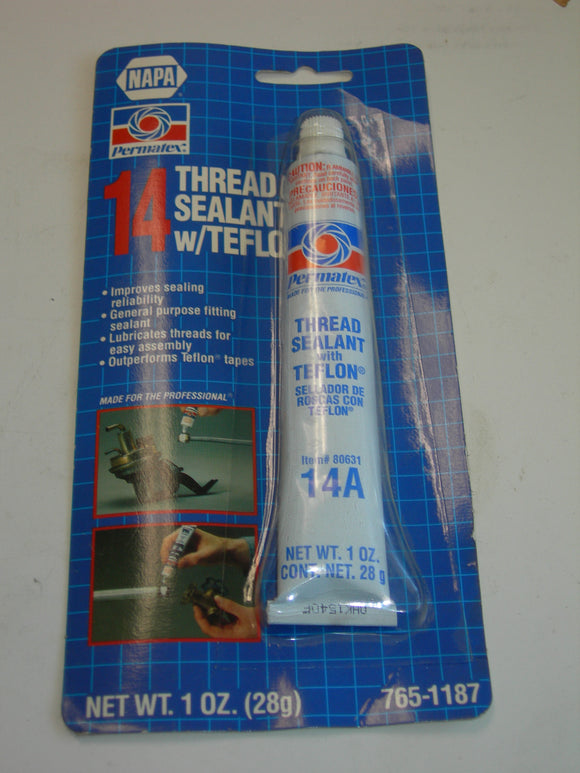 NAPA
Permatex®
14
THREAD
SEALANT
w/TEFLO
• Improves sealing
reliability
• General purpose fitting
sealant
• Lubricates threads for
easy assembly
• Outperforms Teflon® tapes
MADE FOR THE PROFESSIONAL®
NET WT. 1 OZ. (28g)
765-1187
CAUTION:
PRECAUCION:
Permatex®
MADE FOR THE PROFESSIONAL®
THREAD
SEALANT
with
TEFLON®
SELLADOR DE
ROSCAS CON
TEFLON®
Item# 80631
14A
NET WT. 1 OZ.
CONT. NET. 28 g